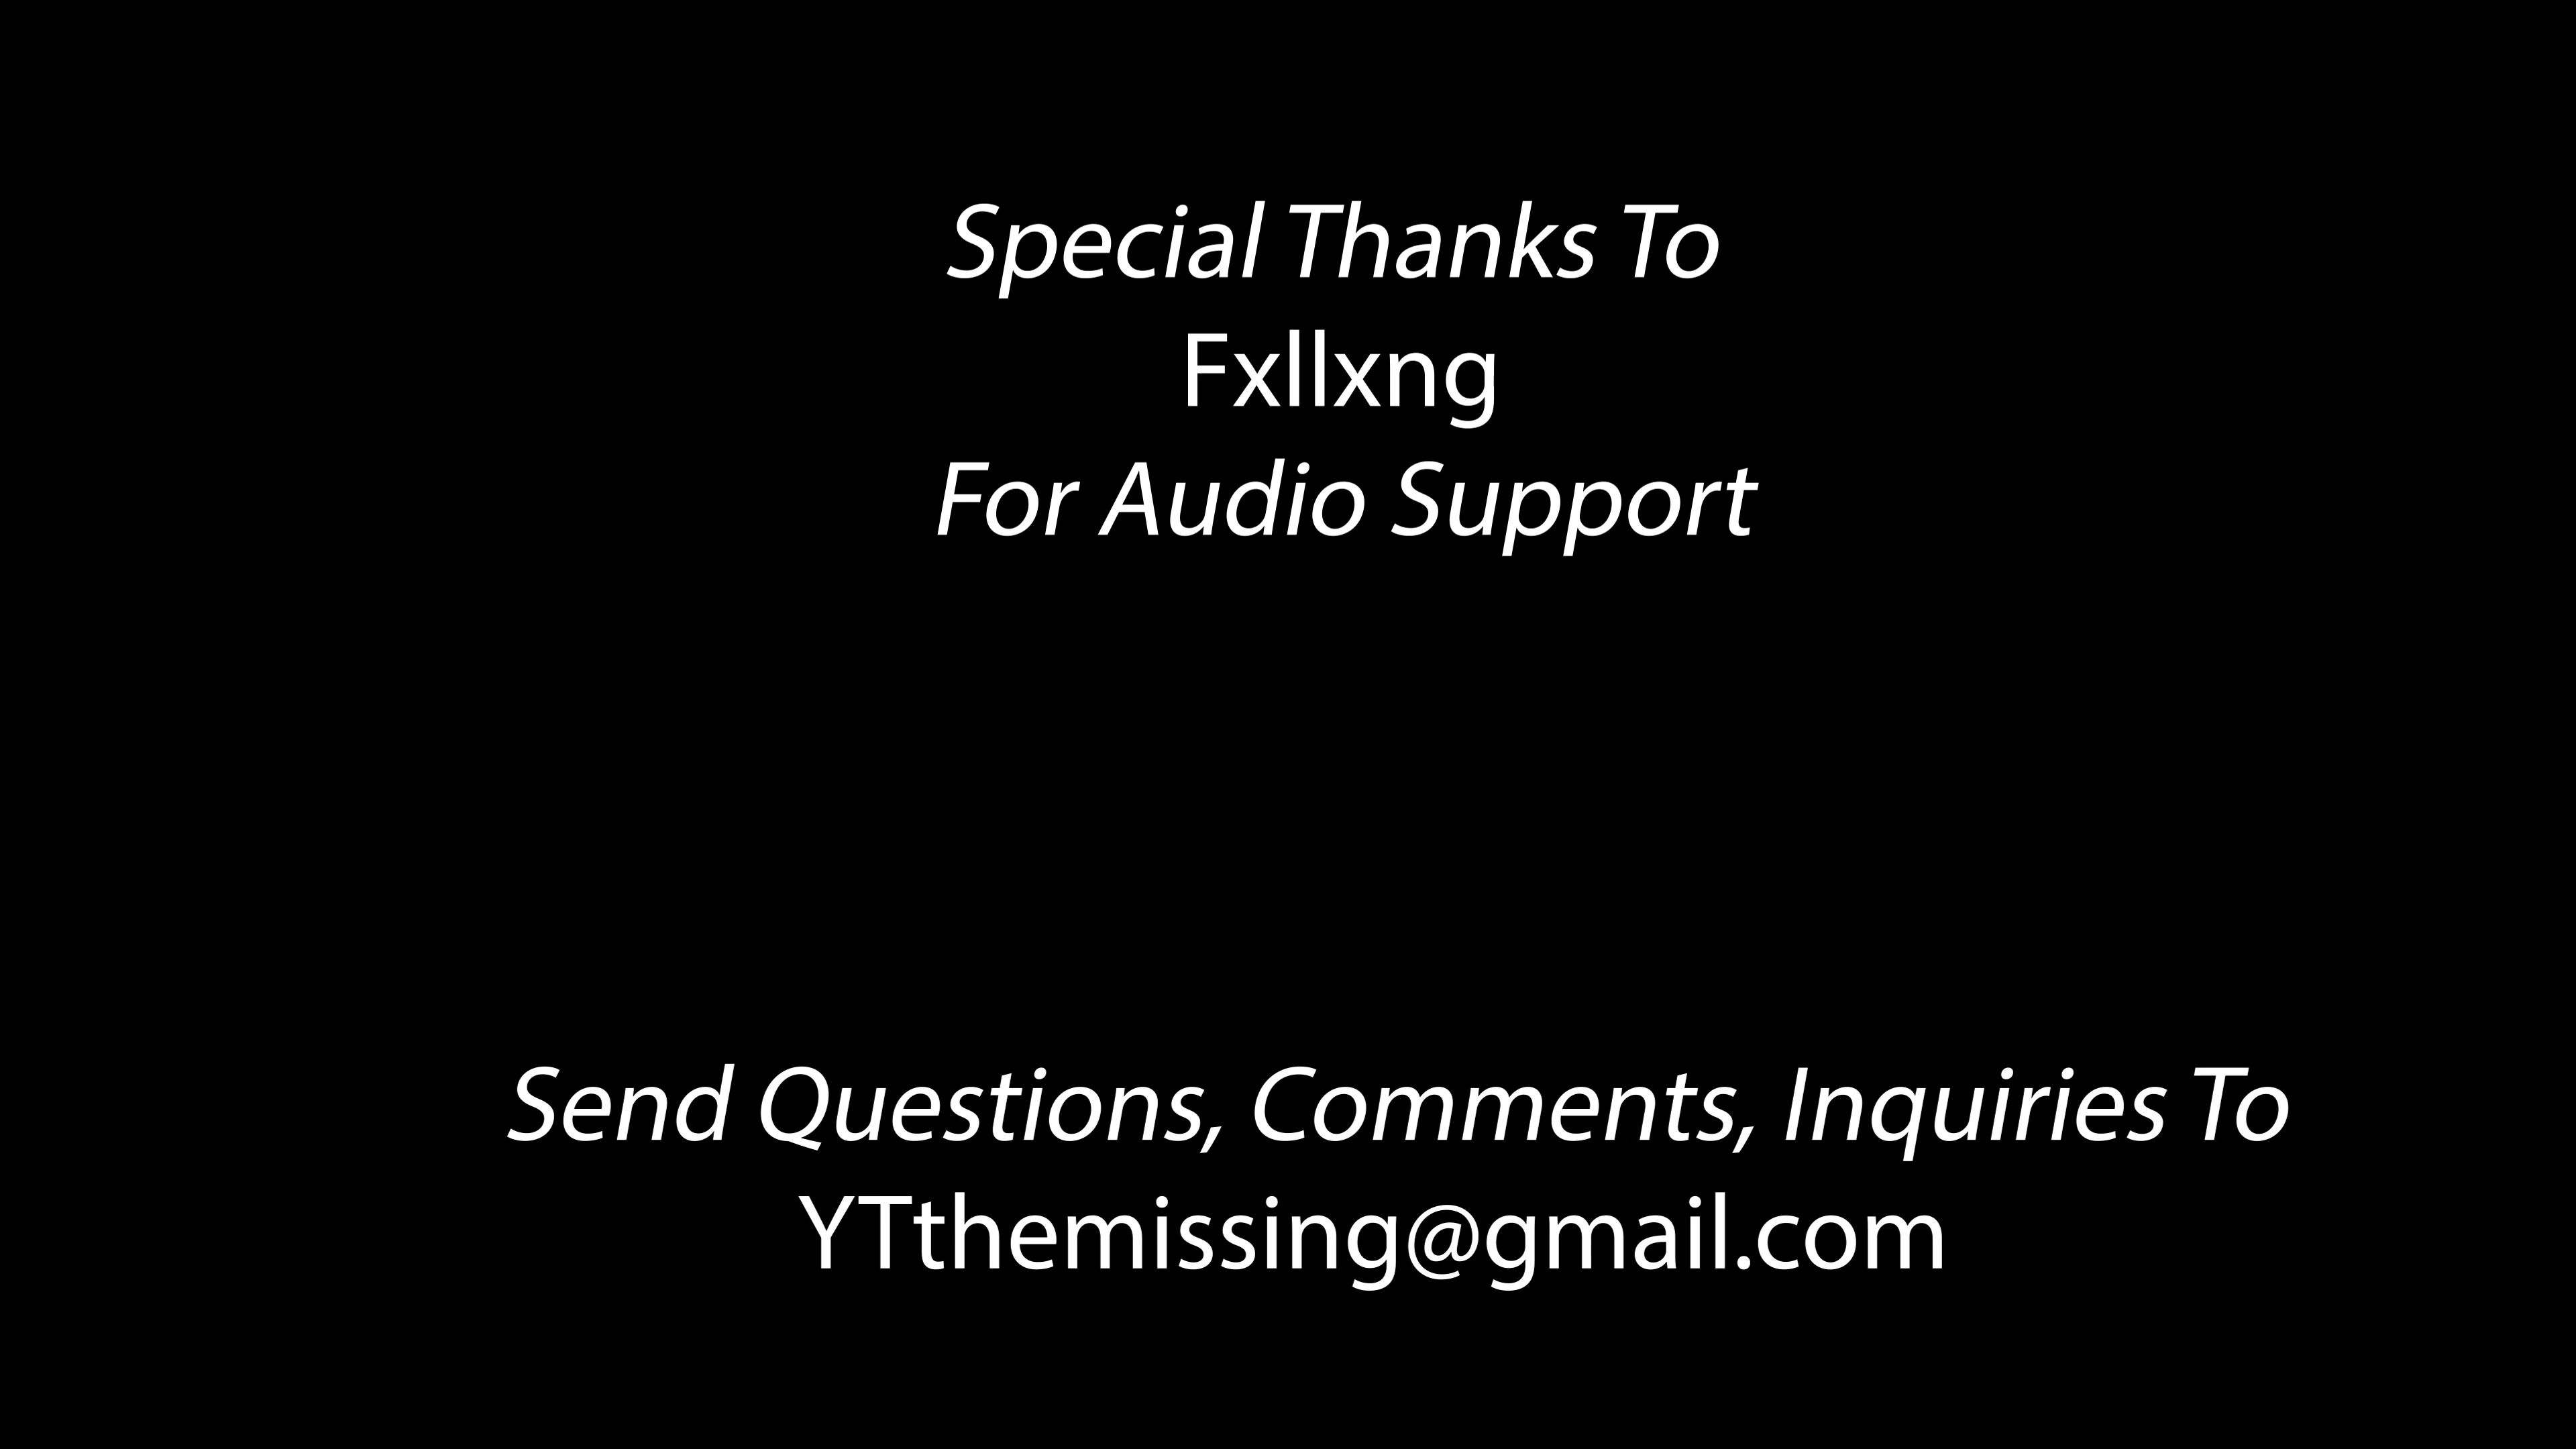 Special Thanks To
Fxllxng
For Audio Support
Send Questions, Comments, Inquiries To
YTthemissing@gmail.com